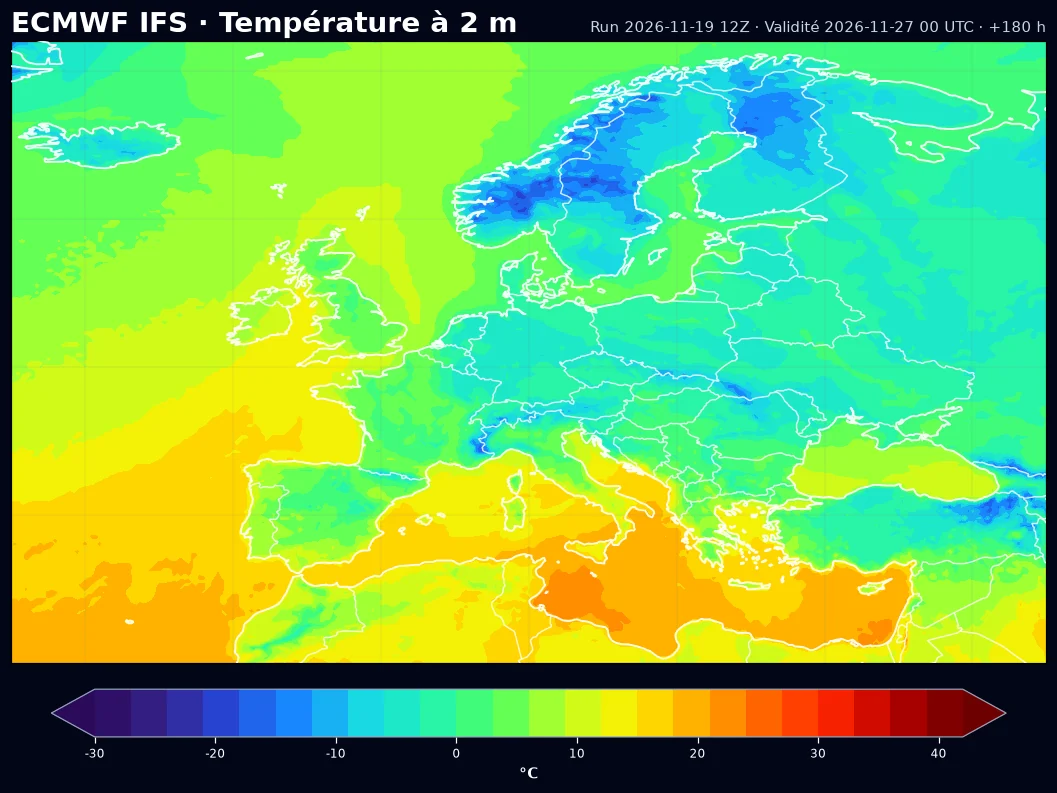 ECMWF IFS · Température à 2 m
Run 2026-11-19 12Z · Validité 2026-11-27 00 UTC · +180 h
-30 -20 -10 0 10 20 30 40
°C